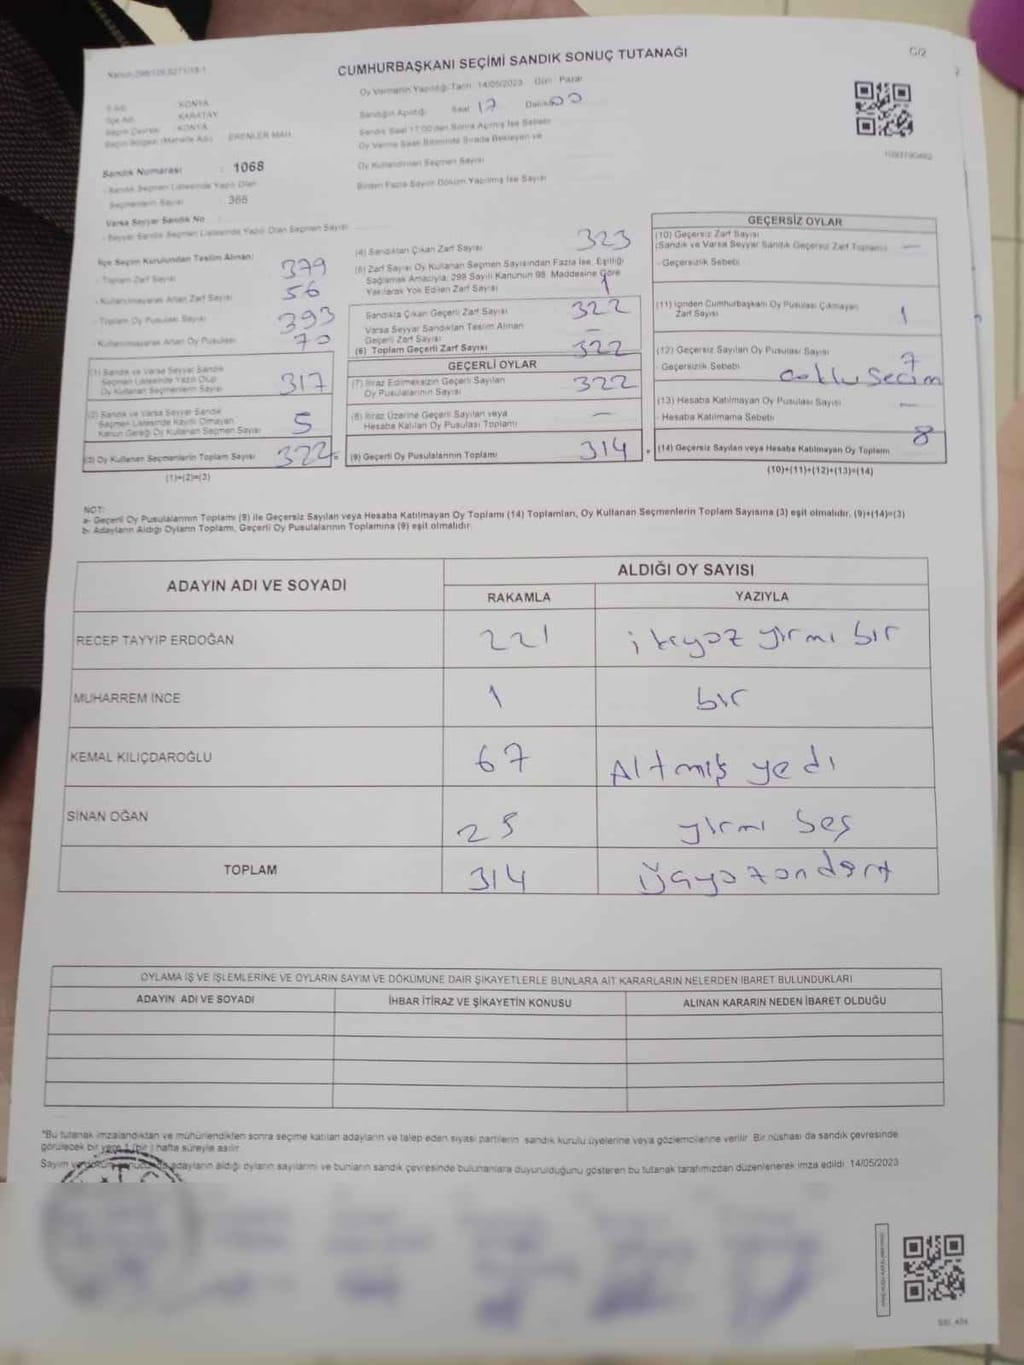 CUMHURBAŞKANI SEÇİMİ SANDIK SONUÇ TUTANAĞI
C/2
Oy Vermenin Yapıldığı Tarih: 14/05/2023 Gün: Pazar
İl Adı KONYA
İlçe Adı KARATAY
Seçim Çevresi KONYA
Seçim Bölgesi (Mahalle Adı) ERENLER MAH.
Sandığın Açıldığı Saat 17 Dakika 00
Sandık Saat 17:00'den Sonra Açılmış İse Sebebi
Oy Verme Saati Bitiminde Sırada Bekleyen ve
Oy Kullandırılan Seçmen Sayısı
Birden Fazla Sayım Döküm Yapılmış İse Sayısı
Sandık Numarası : 1068
- Sandık Seçmen Listesinde Yazılı Olan
Seçmenlerin Sayısı : 366
Varsa Seyyar Sandık No
- Seyyar Sandık Seçmen Listesinde Yazılı Olan Seçmen Sayısı
İlçe Seçim Kurulundan Teslim Alınan:
- Toplam Zarf Sayısı 379
- Kullanılmayarak Artan Zarf Sayısı 56
- Toplam Oy Pusulası Sayısı 393
- Kullanılmayarak Artan Oy Pusulası 70
(1) Sandık ve Varsa Seyyar Sandık
Seçmen Listesinde Yazılı Olup
Oy Kullanan Seçmenlerin Sayısı 317
(2) Sandık ve Varsa Seyyar Sandık
Seçmen Listesinde Kayıtlı Olmayan
Kanun Gereği Oy Kullanan Seçmen Sayısı 5
(3) Oy Kullanan Seçmenlerin Toplam Sayısı 322
(1)+(2)=(3)
(4) Sandıktan Çıkan Zarf Sayısı 323
(5) Zarf Sayısı Oy Kullanan Seçmen Sayısından Fazla İse, Eşitliği
Sağlamak Amacıyla, 298 Sayılı Kanunun 98. Maddesine Göre
Yakılarak Yok Edilen Zarf Sayısı 1
Sandıkta Çıkan Geçerli Zarf Sayısı 322
Varsa Seyyar Sandıktan Teslim Alınan
Geçerli Zarf Sayısı –
(6) Toplam Geçerli Zarf Sayısı 322
GEÇERLİ OYLAR
(7) İtiraz Edilmeksizin Geçerli Sayılan
Oy Pusulalarının Sayısı 322
(8) İtiraz Üzerine Geçerli Sayılan veya
Hesaba Katılan Oy Pusulası Toplamı –
(9) Geçerli Oy Pusulalarının Toplamı 314
GEÇERSİZ OYLAR
(10) Geçersiz Zarf Sayısı
(Sandık ve Varsa Seyyar Sandık Geçersiz Zarf Toplamı) –
- Geçersizlik Sebebi
(11) İçinden Cumhurbaşkanı Oy Pusulası Çıkmayan
Zarf Sayısı 1
(12) Geçersiz Sayılan Oy Pusulası Sayısı 7
- Geçersizlik Sebebi Seçim
(13) Hesaba Katılmayan Oy Pusulası Sayısı –
- Hesaba Katılmama Sebebi
(14) Geçersiz Sayılan veya Hesaba Katılmayan Oy Toplamı 8
(10)+(11)+(12)+(13)=(14)
NOT:
a- Geçerli Oy Pusulalarının Toplamı (9) ile Geçersiz Sayılan veya Hesaba Katılmayan Oy Toplamı (14) Toplamları, Oy Kullanan Seçmenlerin Toplam Sayısına (3) eşit olmalıdır. (9)+(14)=(3)
b- Adayların Aldığı Oyların Toplamı, Geçerli Oy Pusulalarının Toplamına (9) eşit olmalıdır.
ADAYIN ADI VE SOYADI ALDIĞI OY SAYISI
RAKAMLA YAZIYLA
RECEP TAYYİP ERDOĞAN 221 ikiyüz yirmi bir
MUHARREM İNCE 1 bir
KEMAL KILIÇDAROĞLU 67 Altmış yedi
SİNAN OĞAN 25 yirmi beş
TOPLAM 314 Üçyüzondört
OYLAMA İŞ VE İŞLEMLERİNE VE OYLARIN SAYIM VE DÖKÜMÜNE DAİR ŞİKAYETLERLE BUNLARA AİT KARARLARIN NELERDEN İBARET BULUNDUKLARI
ADAYIN ADI VE SOYADI İHBAR İTİRAZ VE ŞİKAYETİN KONUSU ALINAN KARARIN NEDEN İBARET OLDUĞU
*Bu tutanak imzalandıktan ve mühürlendikten sonra seçime katılan adayların ve talep eden siyasi partilerin sandık kurulu üyelerine veya gözlemcilerine verilir. Bir nüshası da sandık çevresinde
görülecek bir yere 1 (bir) hafta süreyle asılır.
Sayım ve döküm sonucunda adayların aldığı oyların sayılarını ve bunların sandık çevresinde bulunanlara duyurulduğunu gösteren bu tutanak tarafımızdan düzenlenerek imza edildi. 14/05/2023